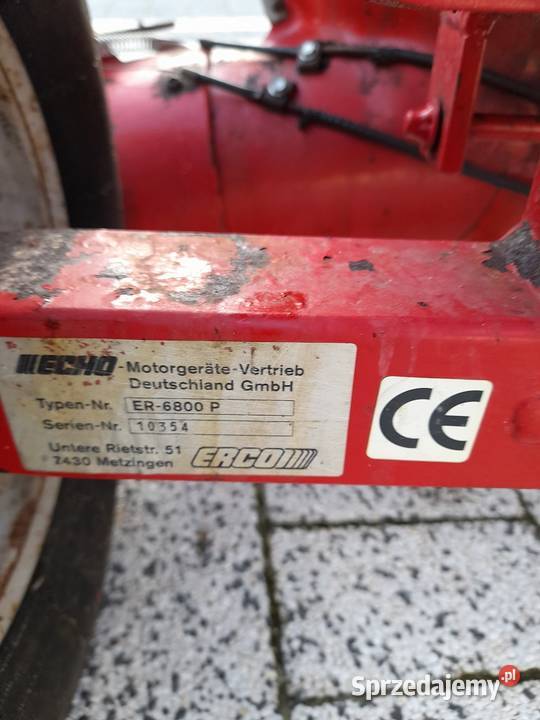 ECHO-Motorgeräte-Vertrieb
Deutschland GmbH
Typen-Nr. ER-6800 P
Serien-Nr. 10354
Untere Rietstr. 51
7430 Metzingen
ERCO
CE
Sprzedajemy.pl